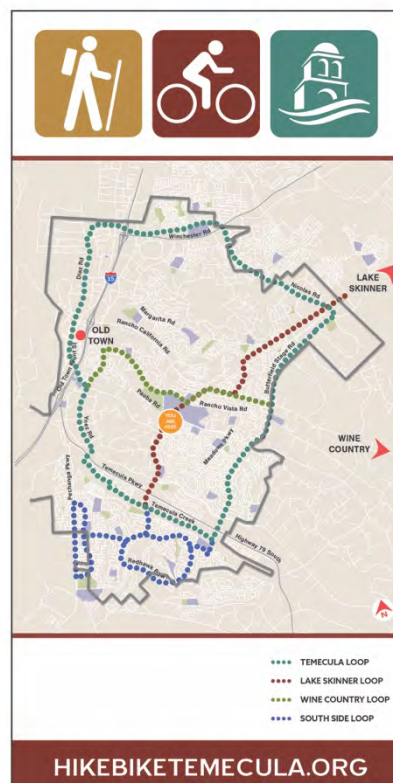 Winchester Rd
Diaz Rd
Nicolas Rd
LAKE
SKINNER
15
Margarita Rd
Rancho California Rd
OLD
TOWN
Old Town Front St
Butterfield Stage Rd
Pauba Rd
Rancho Vista Rd
YOU
ARE
HERE
Ynez Rd
Meadows Pkwy
WINE
COUNTRY
Pechanga Pkwy
Temecula Pkwy
Temecula Creek
Highway 79 South
Redhawk Pkwy
N
TEMECULA LOOP
LAKE SKINNER LOOP
WINE COUNTRY LOOP
SOUTH SIDE LOOP
HIKEBIKETEMECULA.ORG